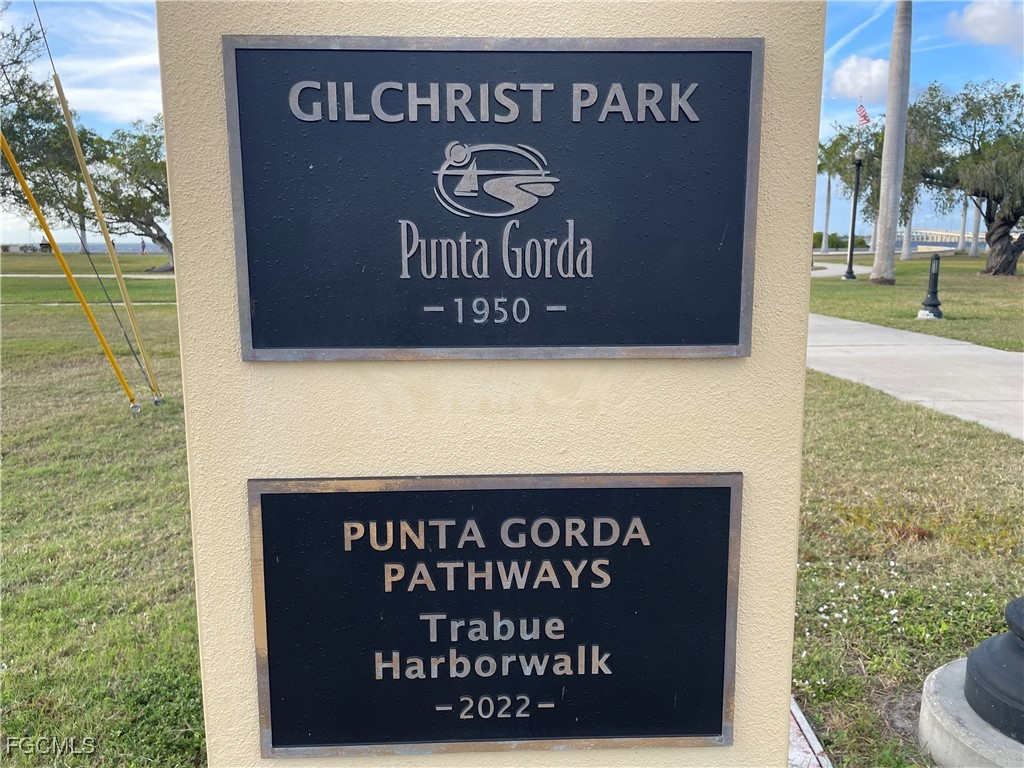 GILCHRIST PARK
Punta Gorda
– 1950 –
PUNTA GORDA
PATHWAYS
Trabue
Harborwalk
– 2022 –
FGCMLS